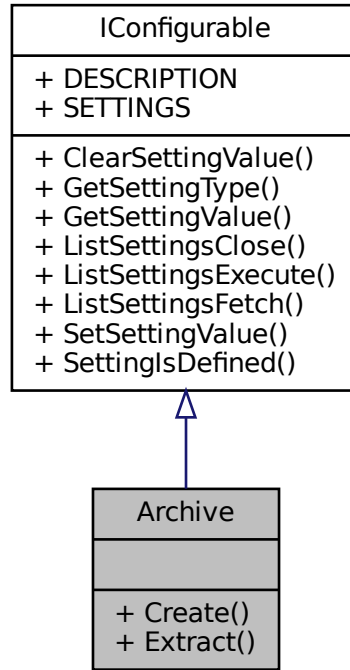 IConfigurable
+ DESCRIPTION
+ SETTINGS
+ ClearSettingValue()
+ GetSettingType()
+ GetSettingValue()
+ ListSettingsClose()
+ ListSettingsExecute()
+ ListSettingsFetch()
+ SetSettingValue()
+ SettingIsDefined()
Archive
+ Create()
+ Extract()